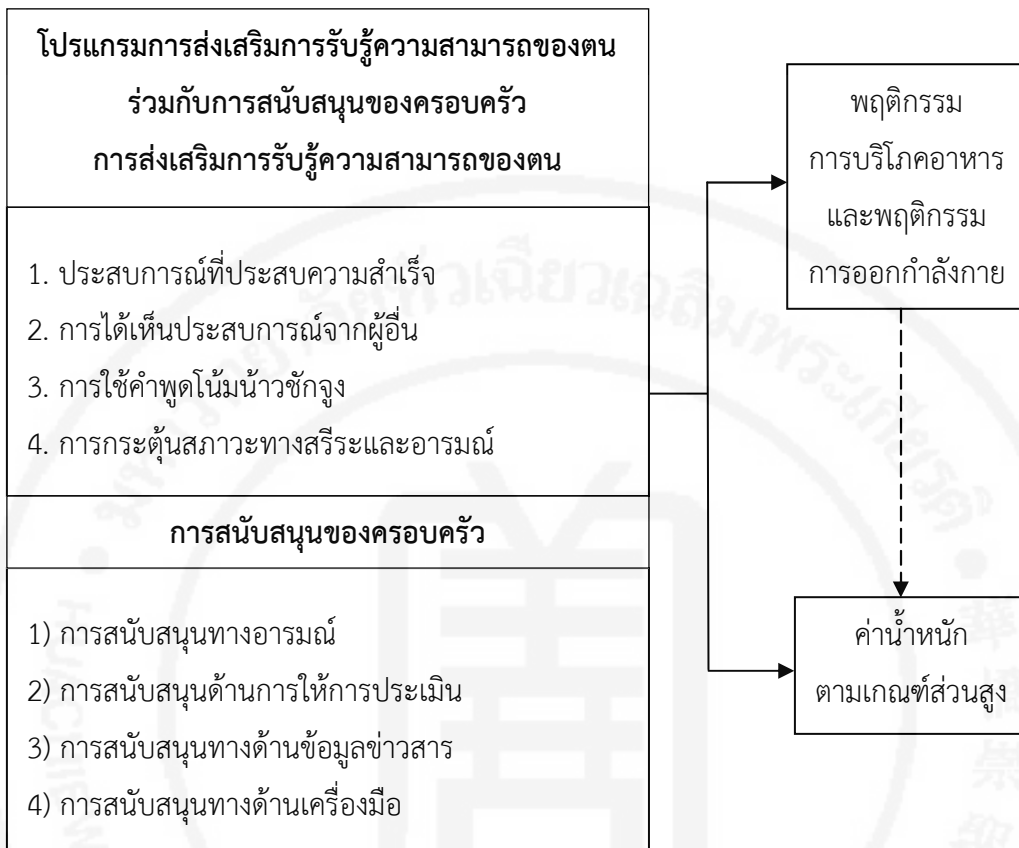 โปรแกรมการส่งเสริมการรับรู้ความสามารถของตน
ร่วมกับการสนับสนุนของครอบครัว
การส่งเสริมการรับรู้ความสามารถของตน
1. ประสบการณ์ที่ประสบความสำเร็จ
2. การได้เห็นประสบการณ์จากผู้อื่น
3. การใช้คำพูดโน้มน้าวชักจูง
4. การกระตุ้นสภาวะทางสรีระและอารมณ์
การสนับสนุนของครอบครัว
1) การสนับสนุนทางอารมณ์
2) การสนับสนุนด้านการให้การประเมิน
3) การสนับสนุนทางด้านข้อมูลข่าวสาร
4) การสนับสนุนทางด้านเครื่องมือ
พฤติกรรม
การบริโภคอาหาร
และพฤติกรรม
การออกกำลังกาย
ค่าน้ำหนัก
ตามเกณฑ์ส่วนสูง